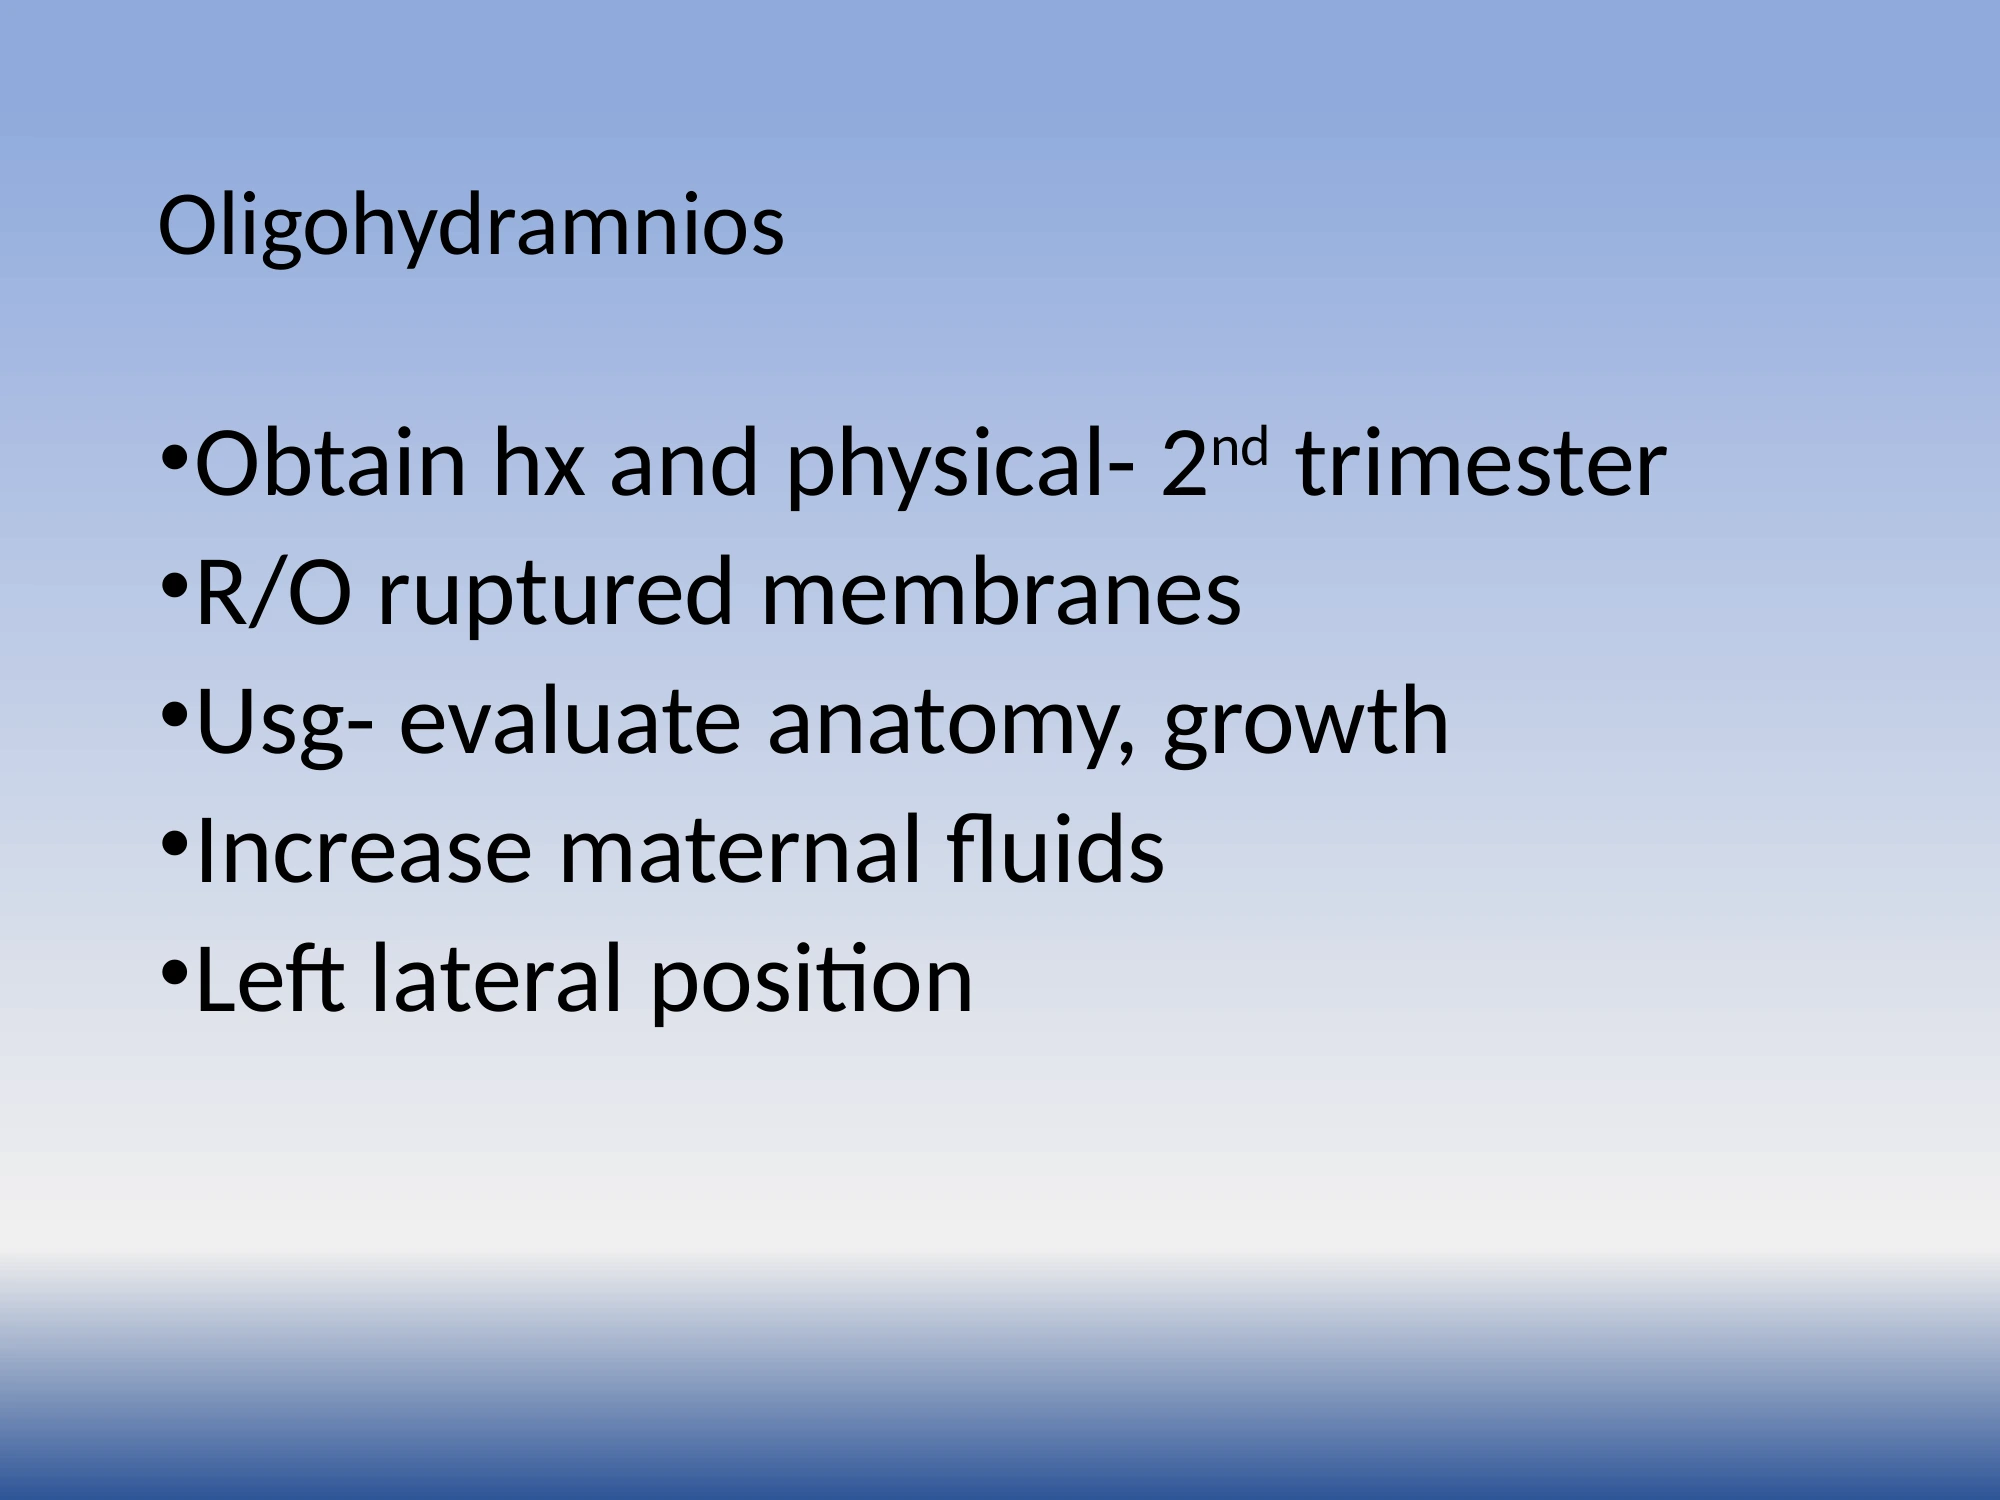 Oligohydramnios
•Obtain hx and physical- 2nd trimester
•R/O ruptured membranes
•Usg- evaluate anatomy, growth
•Increase maternal fluids
•Left lateral position